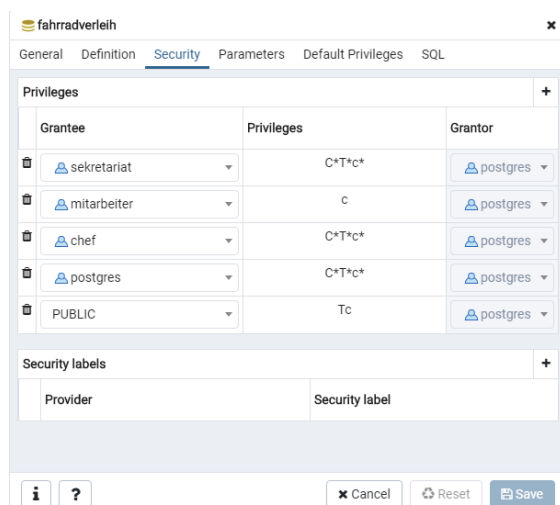 fahrradverleih
General Definition Security Parameters Default Privileges SQL
Privileges
Grantee Privileges Grantor
sekretariat C*T*c* postgres
mitarbeiter c postgres
chef C*T*c* postgres
postgres C*T*c* postgres
PUBLIC Tc postgres
Security labels
Provider Security label
i ? Cancel Reset Save